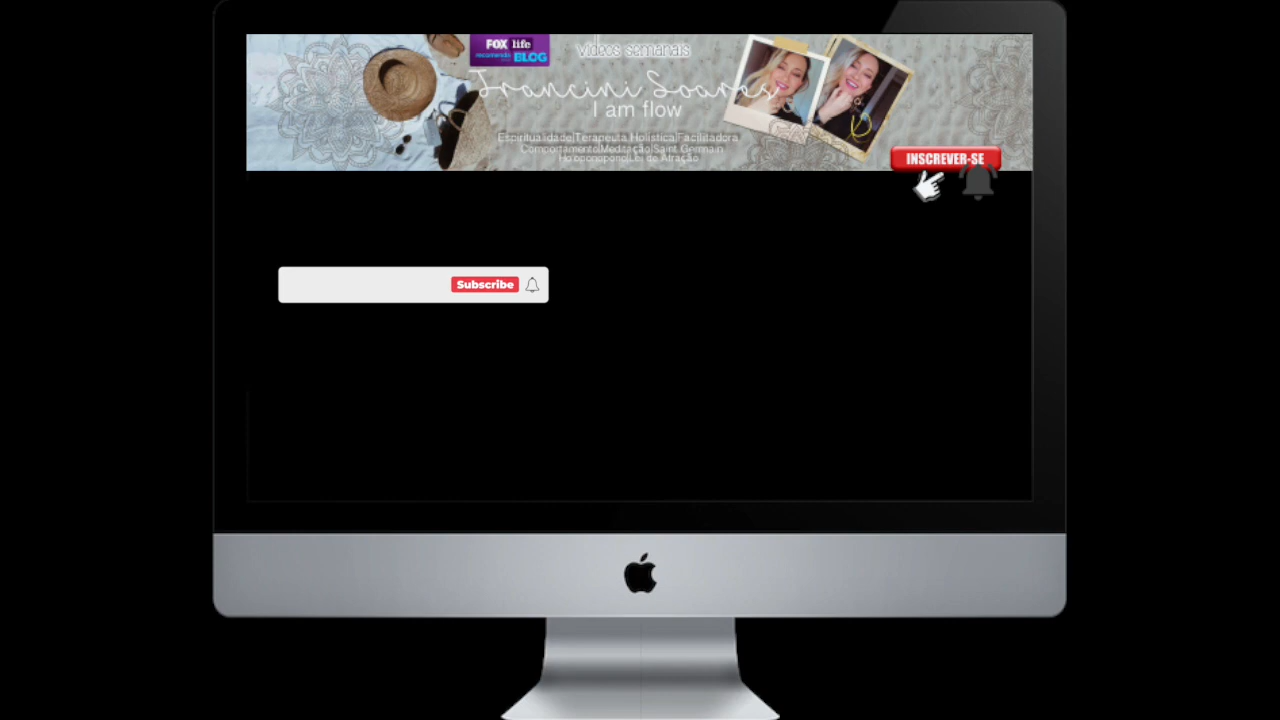 FOX life
recomenda BLOG
vídeos semanais
Francini Soares
I am flow
Espiritualidade|Terapeuta Holística|Facilitadora
Comportamento|Meditação|Saint Germain
Ho'oponopono|Lei da Atração
INSCREVER-SE
Subscribe